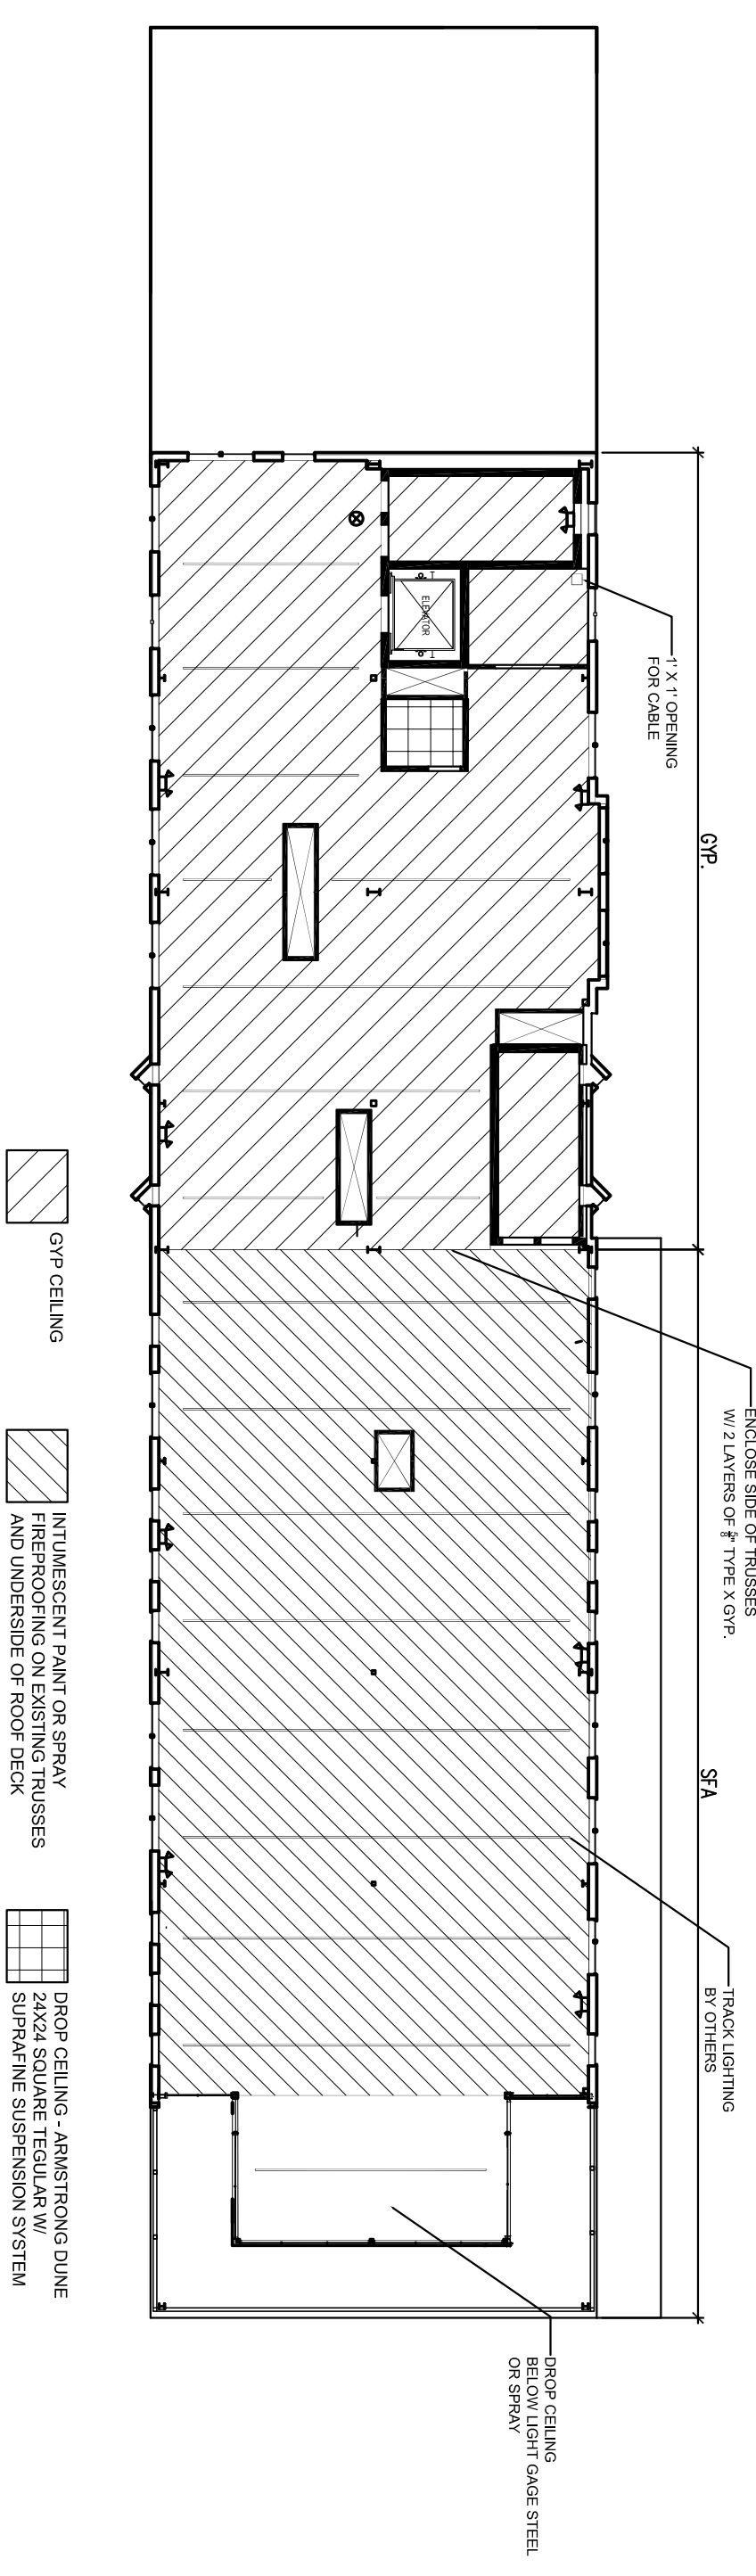 1' X 1' OPENING
FOR CABLE
GYP.
ELEVATOR
ENCLOSE SIDE OF TRUSSES
W/ 2 LAYERS OF 5/8" TYPE X GYP.
SFA
TRACK LIGHTING
BY OTHERS
DROP CEILING
BELOW LIGHT GAGE STEEL
OR SPRAY
GYP CEILING
INTUMESCENT PAINT OR SPRAY
FIREPROOFING ON EXISTING TRUSSES
AND UNDERSIDE OF ROOF DECK
DROP CEILING - ARMSTRONG DUNE
24X24 SQUARE TEGULAR W/
SUPRAFINE SUSPENSION SYSTEM